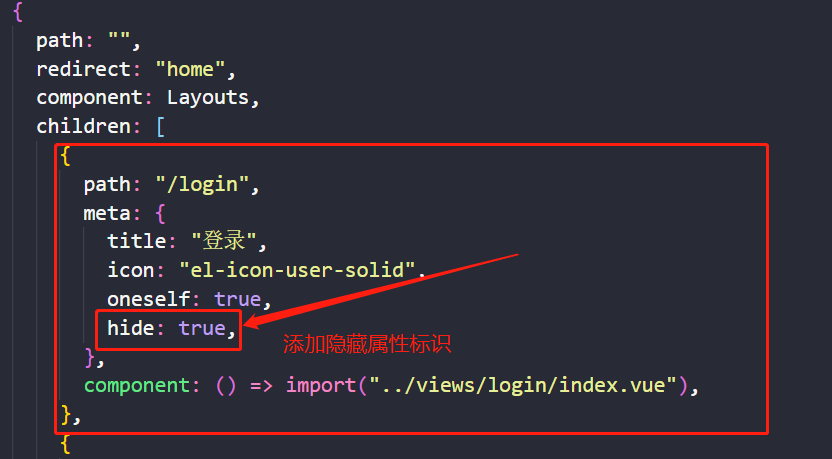 {
path: "",
redirect: "home",
component: Layouts,
children: [
{
path: "/login",
meta: {
title: "登录",
icon: "el-icon-user-solid",
oneself: true,
hide: true,
添加隐藏属性标识
},
component: () => import("../views/login/index.vue"),
},
{